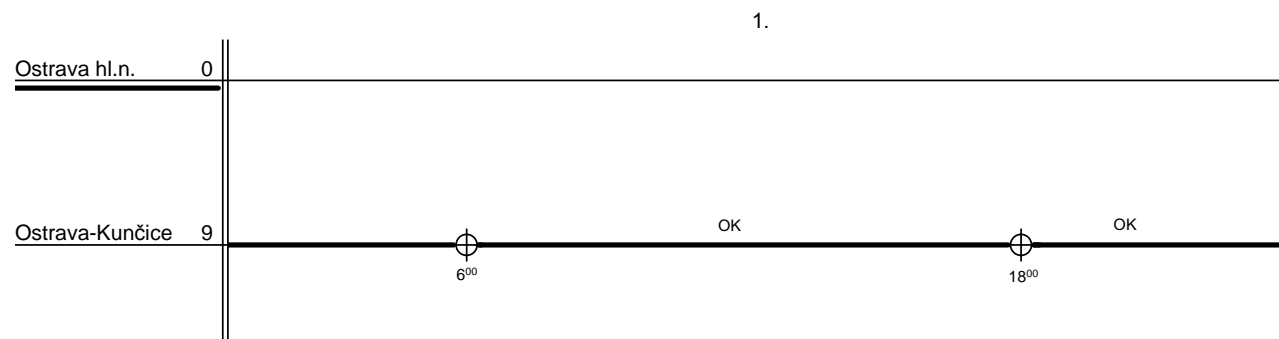 1.
Ostrava hl.n. 0
Ostrava-Kunčice 9
OK OK
6⁰⁰ 18⁰⁰